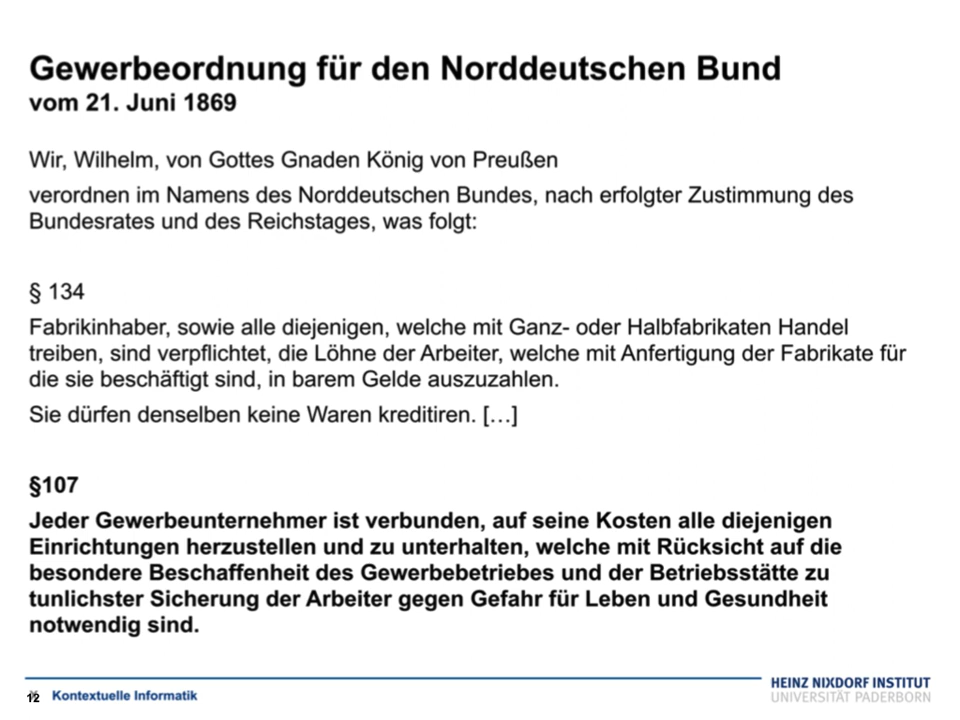 Gewerbeordnung für den Norddeutschen Bund
vom 21. Juni 1869
Wir, Wilhelm, von Gottes Gnaden König von Preußen
verordnen im Namens des Norddeutschen Bundes, nach erfolgter Zustimmung des
Bundesrates und des Reichstages, was folgt:
§ 134
Fabrikinhaber, sowie alle diejenigen, welche mit Ganz- oder Halbfabrikaten Handel
treiben, sind verpflichtet, die Löhne der Arbeiter, welche mit Anfertigung der Fabrikate für
die sie beschäftigt sind, in barem Gelde auszuzahlen.
Sie dürfen denselben keine Waren kreditiren. […]
§107
Jeder Gewerbeunternehmer ist verbunden, auf seine Kosten alle diejenigen
Einrichtungen herzustellen und zu unterhalten, welche mit Rücksicht auf die
besondere Beschaffenheit des Gewerbebetriebes und der Betriebsstätte zu
tunlichster Sicherung der Arbeiter gegen Gefahr für Leben und Gesundheit
notwendig sind.
12 Kontextuelle Informatik
HEINZ NIXDORF INSTITUT
UNIVERSITÄT PADERBORN